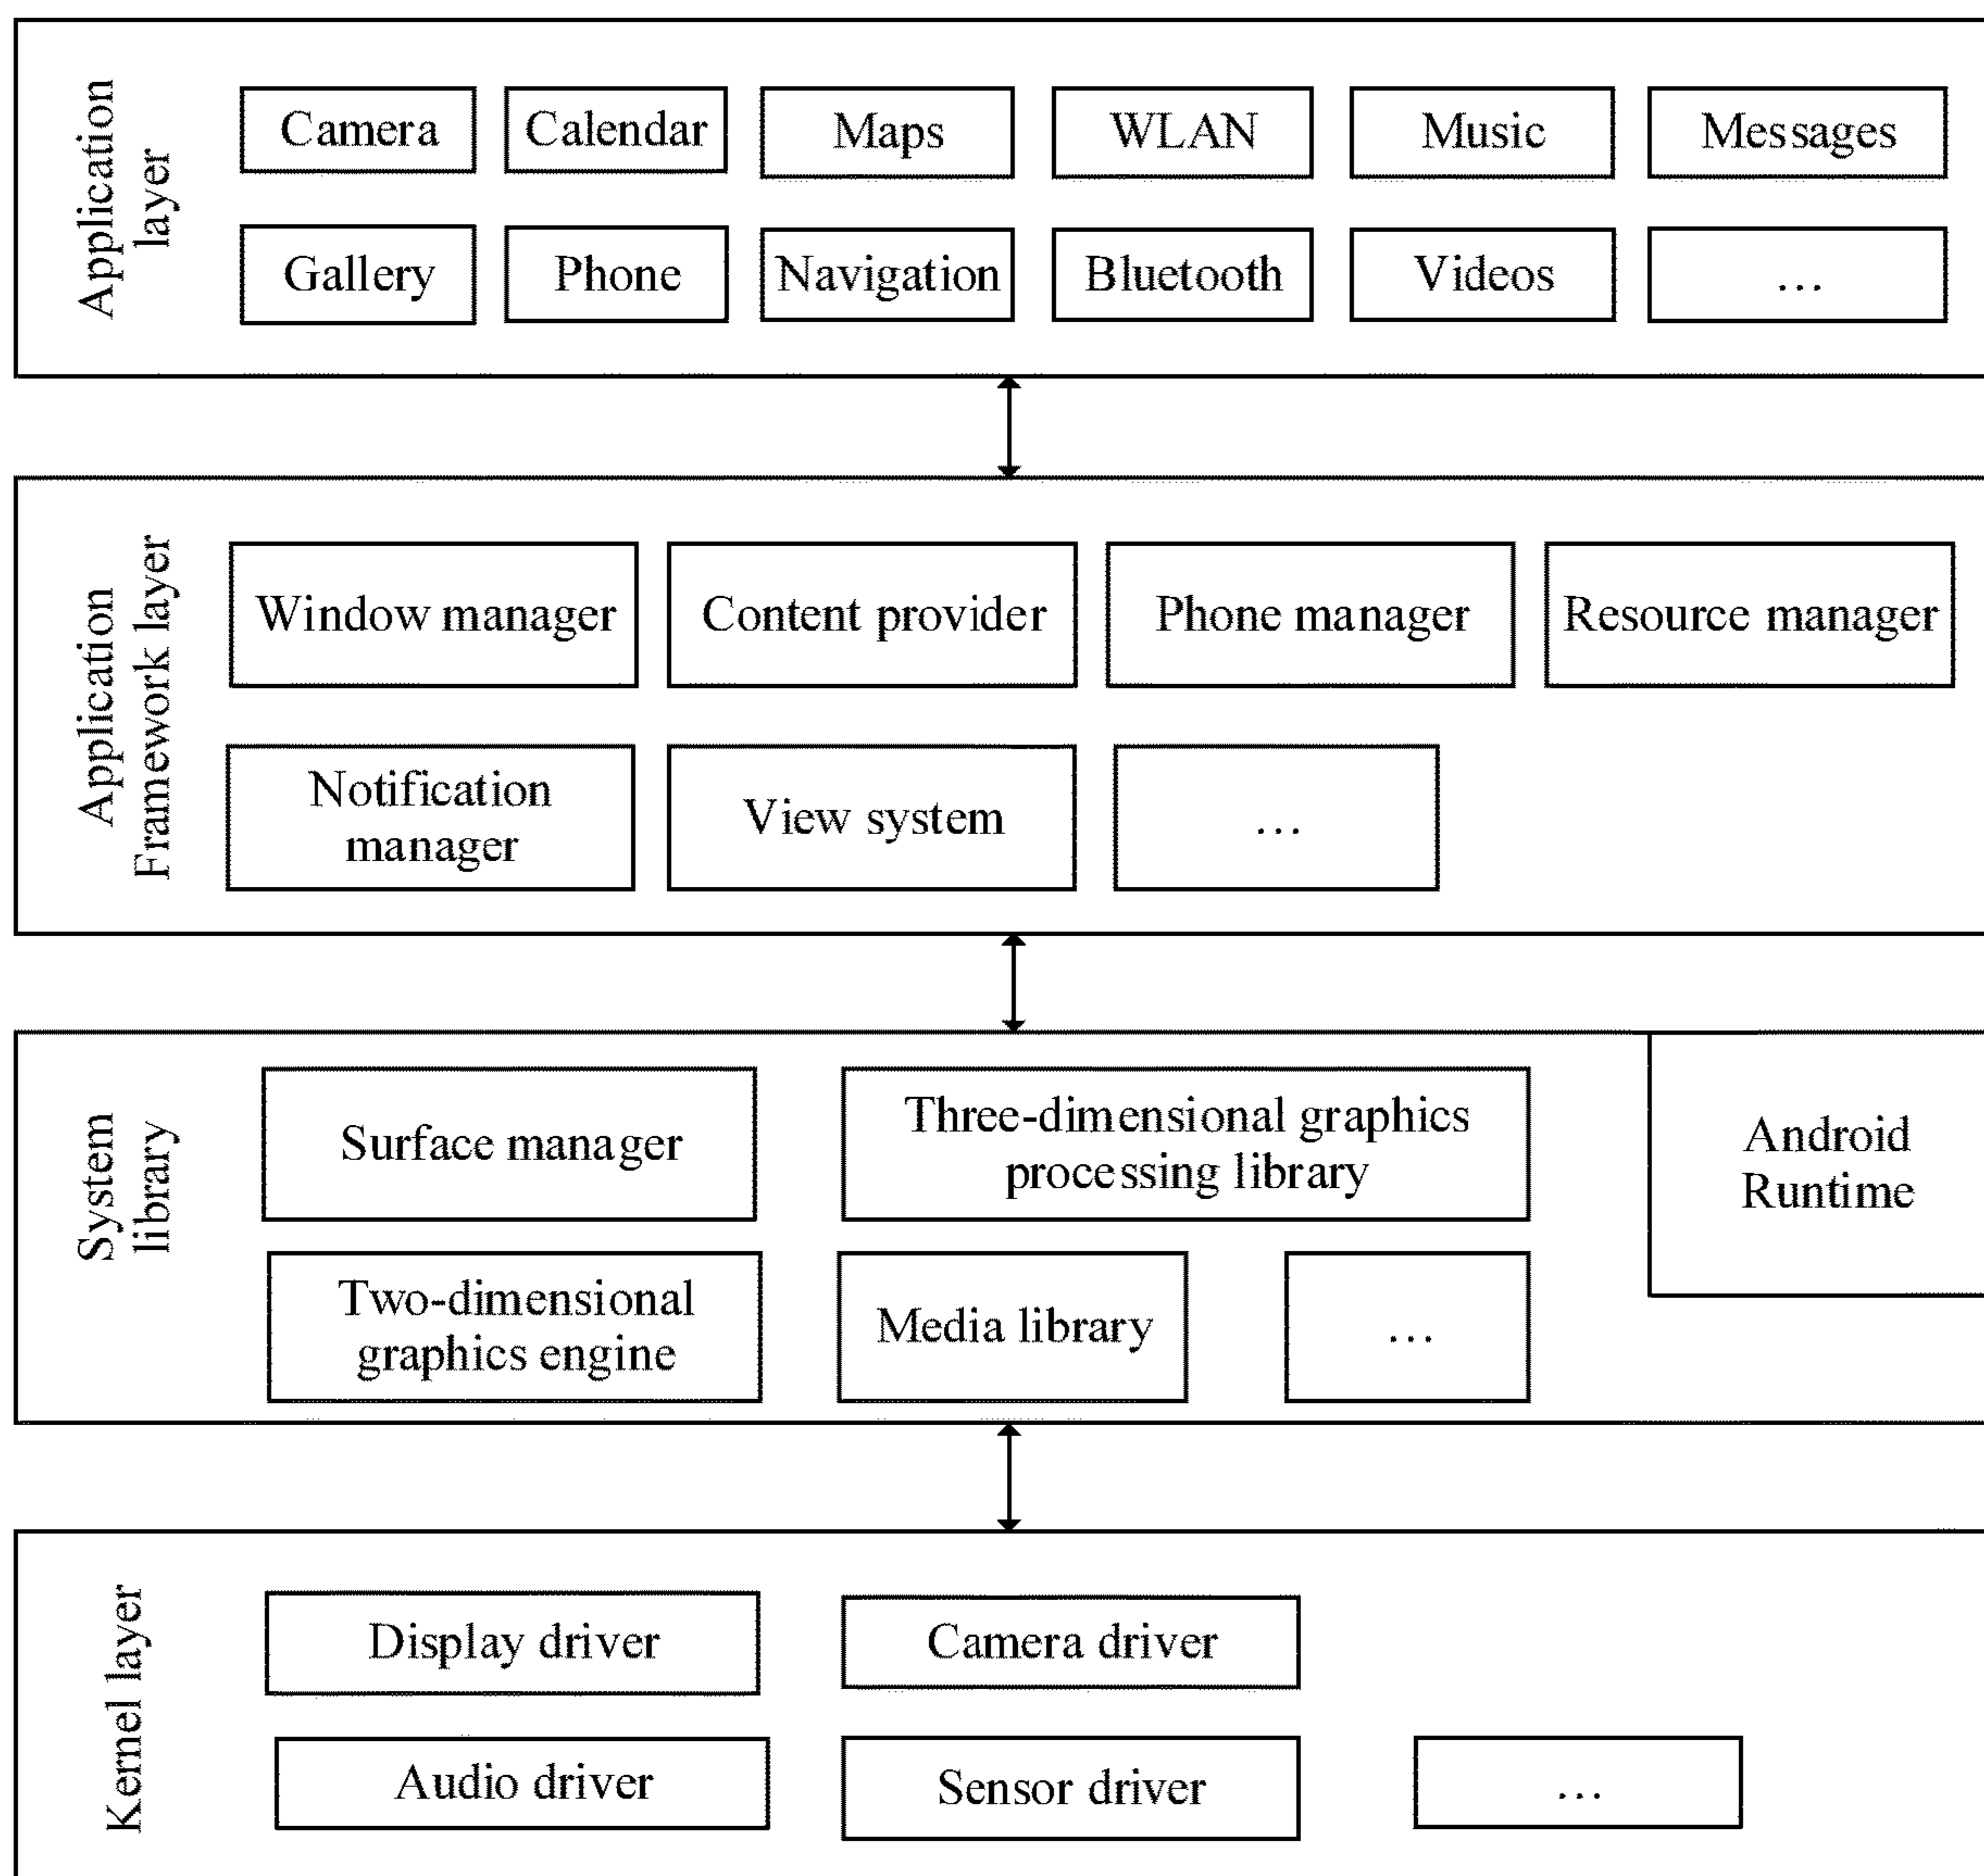 Application
layer
Camera
Calendar
Maps
WLAN
Music
Messages
Gallery
Phone
Navigation
Bluetooth
Videos
...
Application
Framework layer
Window manager
Content provider
Phone manager
Resource manager
Notification
manager
View system
...
System
library
Surface manager
Three-dimensional graphics
processing library
Android
Runtime
Two-dimensional
graphics engine
Media library
...
Kernel layer
Display driver
Camera driver
Audio driver
Sensor driver
...